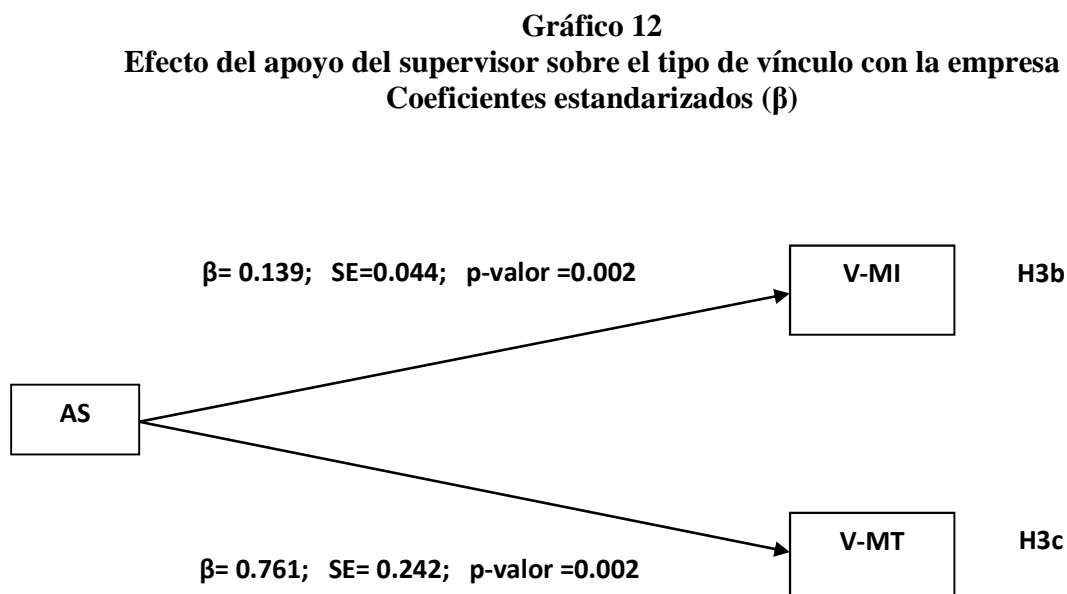 Gráfico 12
Efecto del apoyo del supervisor sobre el tipo de vínculo con la empresa
Coeficientes estandarizados (β)
β= 0.139; SE=0.044; p-valor =0.002
V-MI
H3b
AS
V-MT
H3c
β= 0.761; SE= 0.242; p-valor =0.002